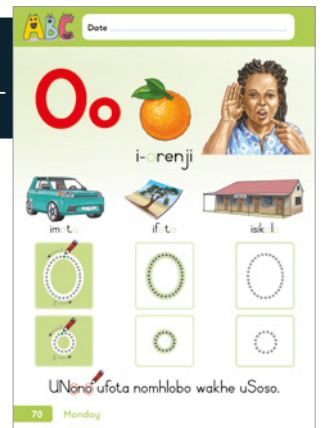 ABC Date
Oo
i-orenji
imoto ifoto isikolo
UNono ufota nomhlobo wakhe uSoso.
70 Monday